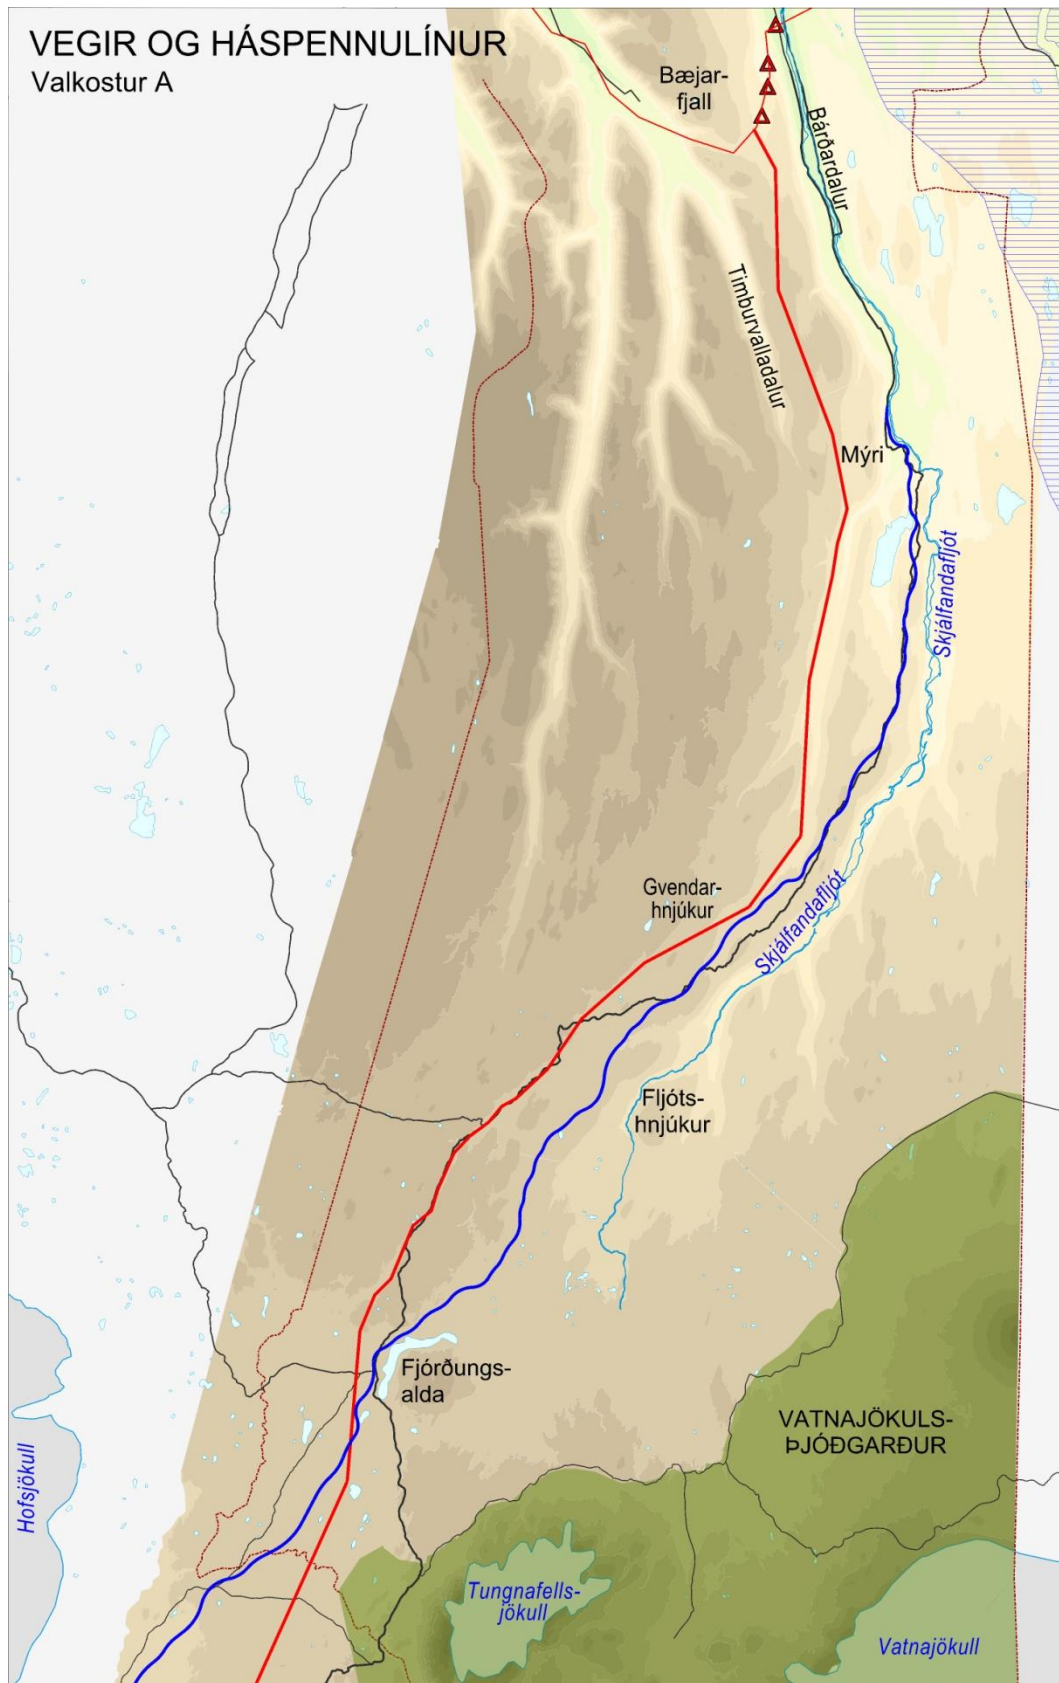 VEGIR OG HÁSPENNULÍNUR
Valkostur A
Bæjar-
fjall
Bárðardalur
Timburvalladalur
Mýri
Skjálfandafljót
Gvendar-
hnjúkur
Skjálfandafljót
Fljóts-
hnjúkur
Fjórðungs-
alda
VATNAJÖKULS-
ÞJÓÐGARÐUR
Hofsjökull
Tungnafells-
jökull
Vatnajökull